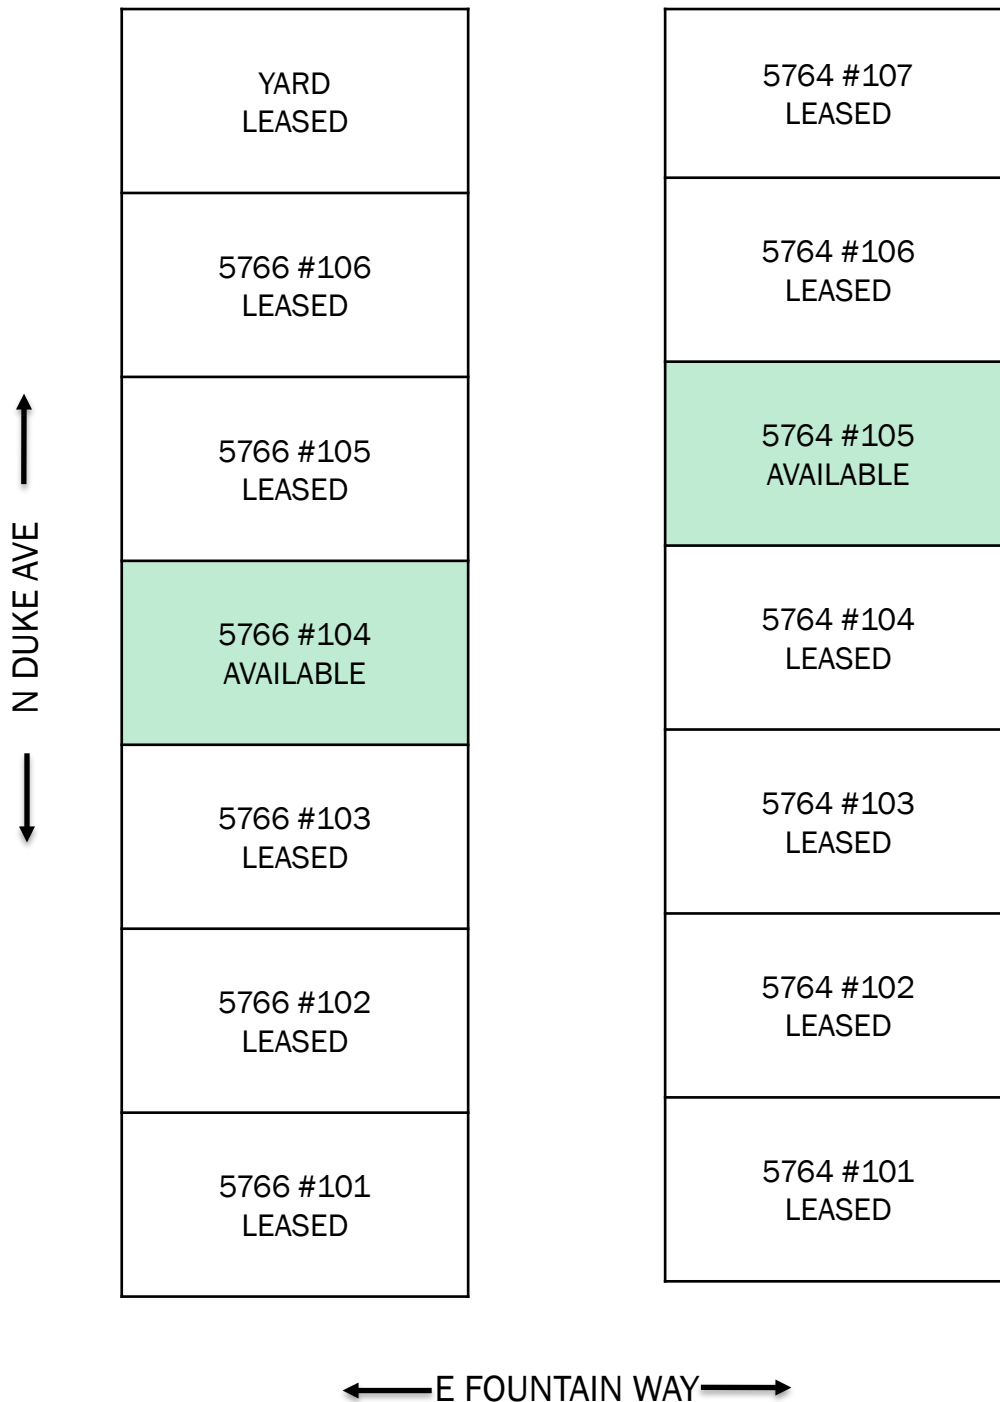 YARD
LEASED
5766 #106
LEASED
5766 #105
LEASED
5766 #104
AVAILABLE
5766 #103
LEASED
5766 #102
LEASED
5766 #101
LEASED
5764 #107
LEASED
5764 #106
LEASED
5764 #105
AVAILABLE
5764 #104
LEASED
5764 #103
LEASED
5764 #102
LEASED
5764 #101
LEASED
N DUKE AVE
E FOUNTAIN WAY